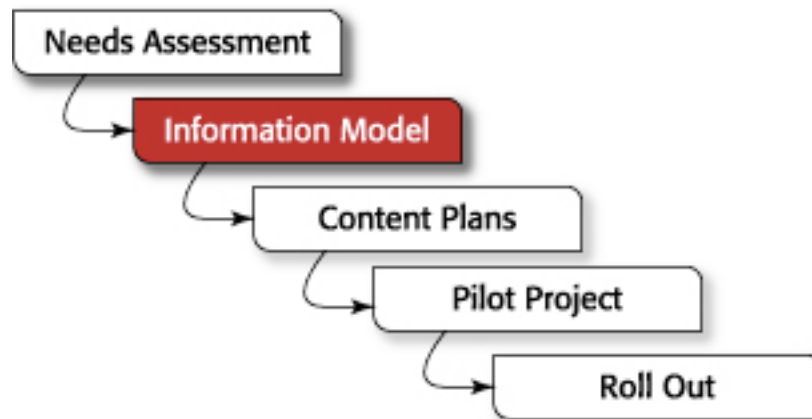 Needs Assessment
Information Model
Content Plans
Pilot Project
Roll Out